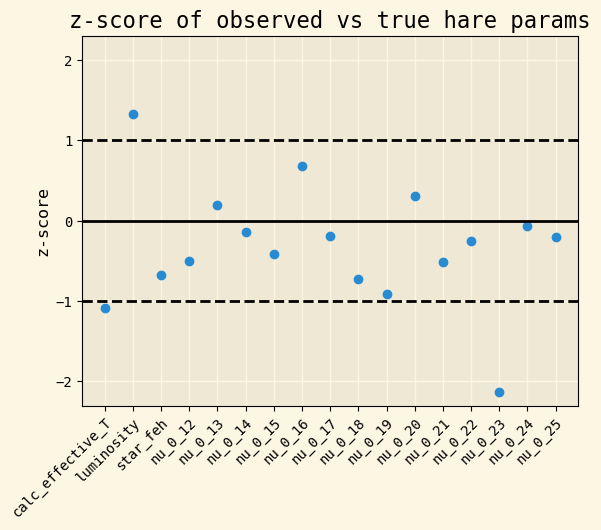 z-score of observed vs true hare params
z-score
2
1
0
−1
−2
calc_effective_T
luminosity
star_feh
nu_0_12
nu_0_13
nu_0_14
nu_0_15
nu_0_16
nu_0_17
nu_0_18
nu_0_19
nu_0_20
nu_0_21
nu_0_22
nu_0_23
nu_0_24
nu_0_25